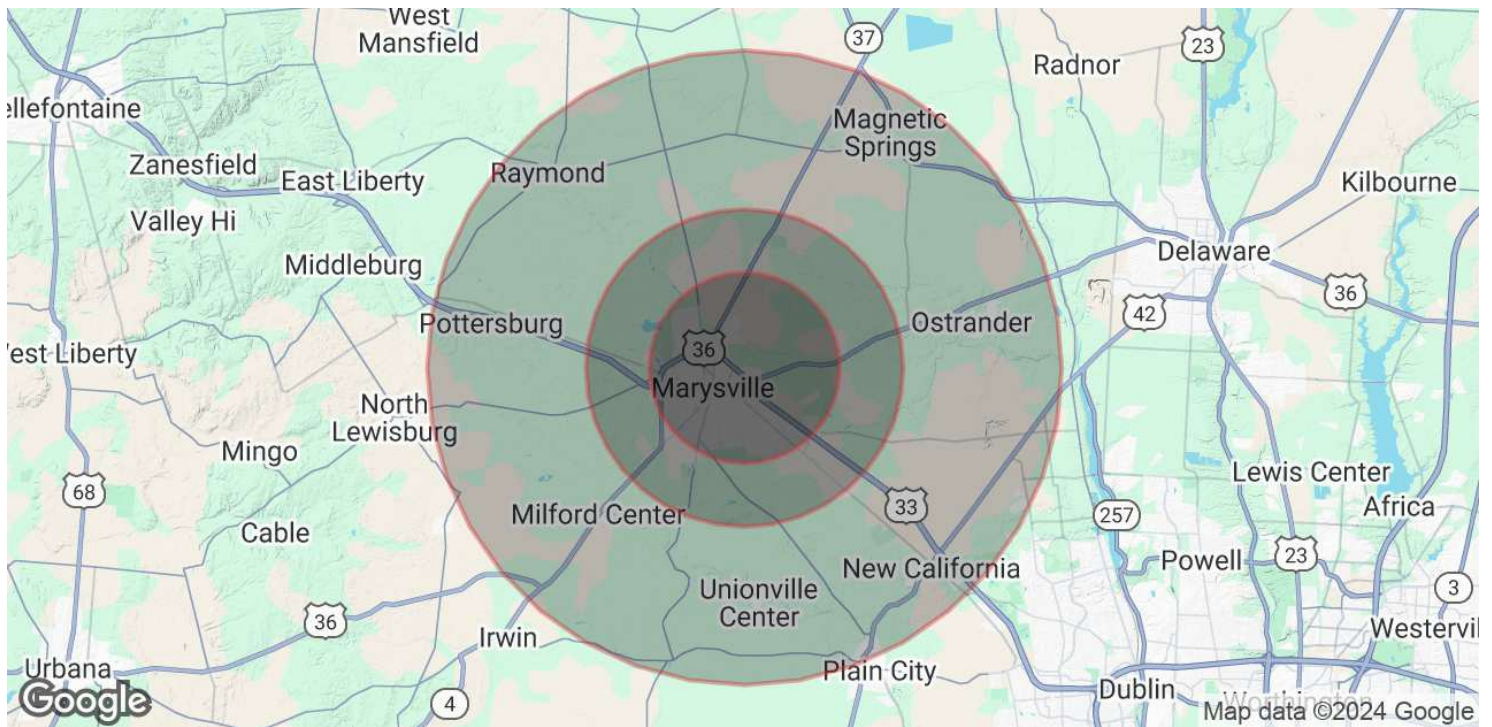 West
Mansfield
37
23
Radnor
ellefontaine
Magnetic
Springs
Zanesfield
East Liberty
Raymond
Kilbourne
Valley Hi
Middleburg
Delaware
36
42
Pottersburg
Ostrander
36
West Liberty
Marysville
North
Lewisburg
Mingo
68
Lewis Center
Milford Center
33
257
Africa
Cable
23
Powell
New California
Unionville
Center
3
36
Irwin
Westervil
Urbana
Plain City
4
Dublin
Worthington
Google
Map data ©2024 Google